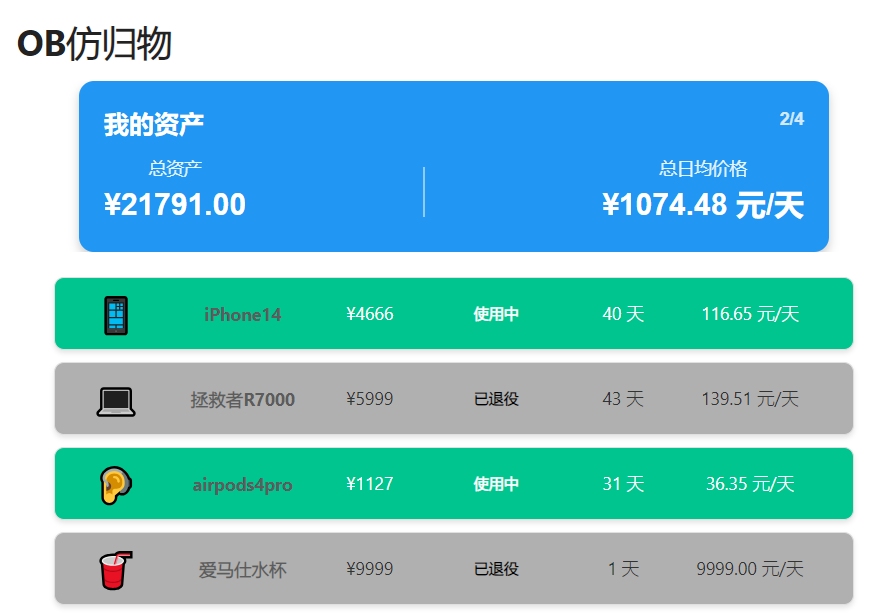 OB仿归物
我的资产 2/4
总资产 总日均价格
¥21791.00 ¥1074.48 元/天
iPhone14 ¥4666 使用中 40 天 116.65 元/天
拯救者R7000 ¥5999 已退役 43 天 139.51 元/天
airpods4pro ¥1127 使用中 31 天 36.35 元/天
爱马仕水杯 ¥9999 已退役 1 天 9999.00 元/天